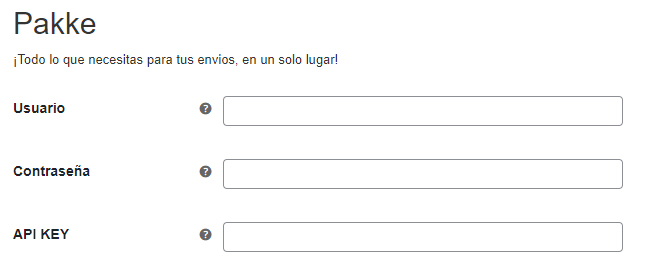 Pakke
¡Todo lo que necesitas para tus envios, en un solo lugar!
Usuario ?
Contraseña ?
API KEY ?